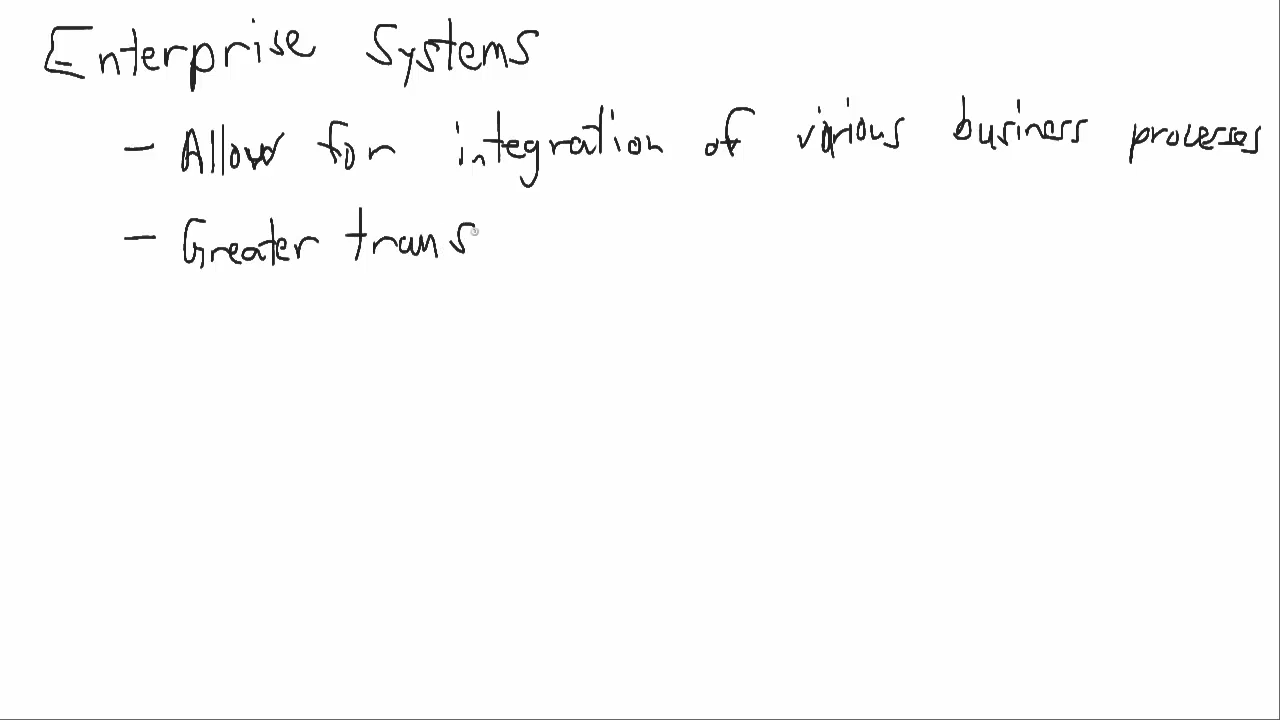 Enterprise Systems
- Allow for integration of various business processes
- Greater trans